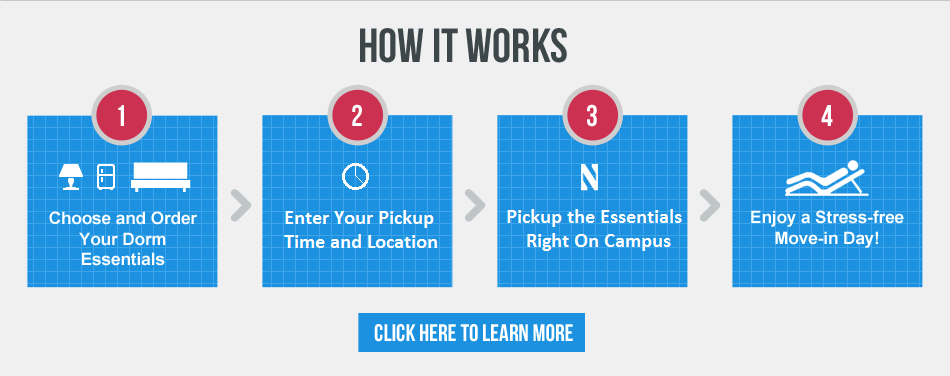 HOW IT WORKS
1
Choose and Order
Your Dorm
Essentials
2
Enter Your Pickup
Time and Location
3
N
Pickup the Essentials
Right On Campus
4
Enjoy a Stress-free
Move-in Day!
CLICK HERE TO LEARN MORE